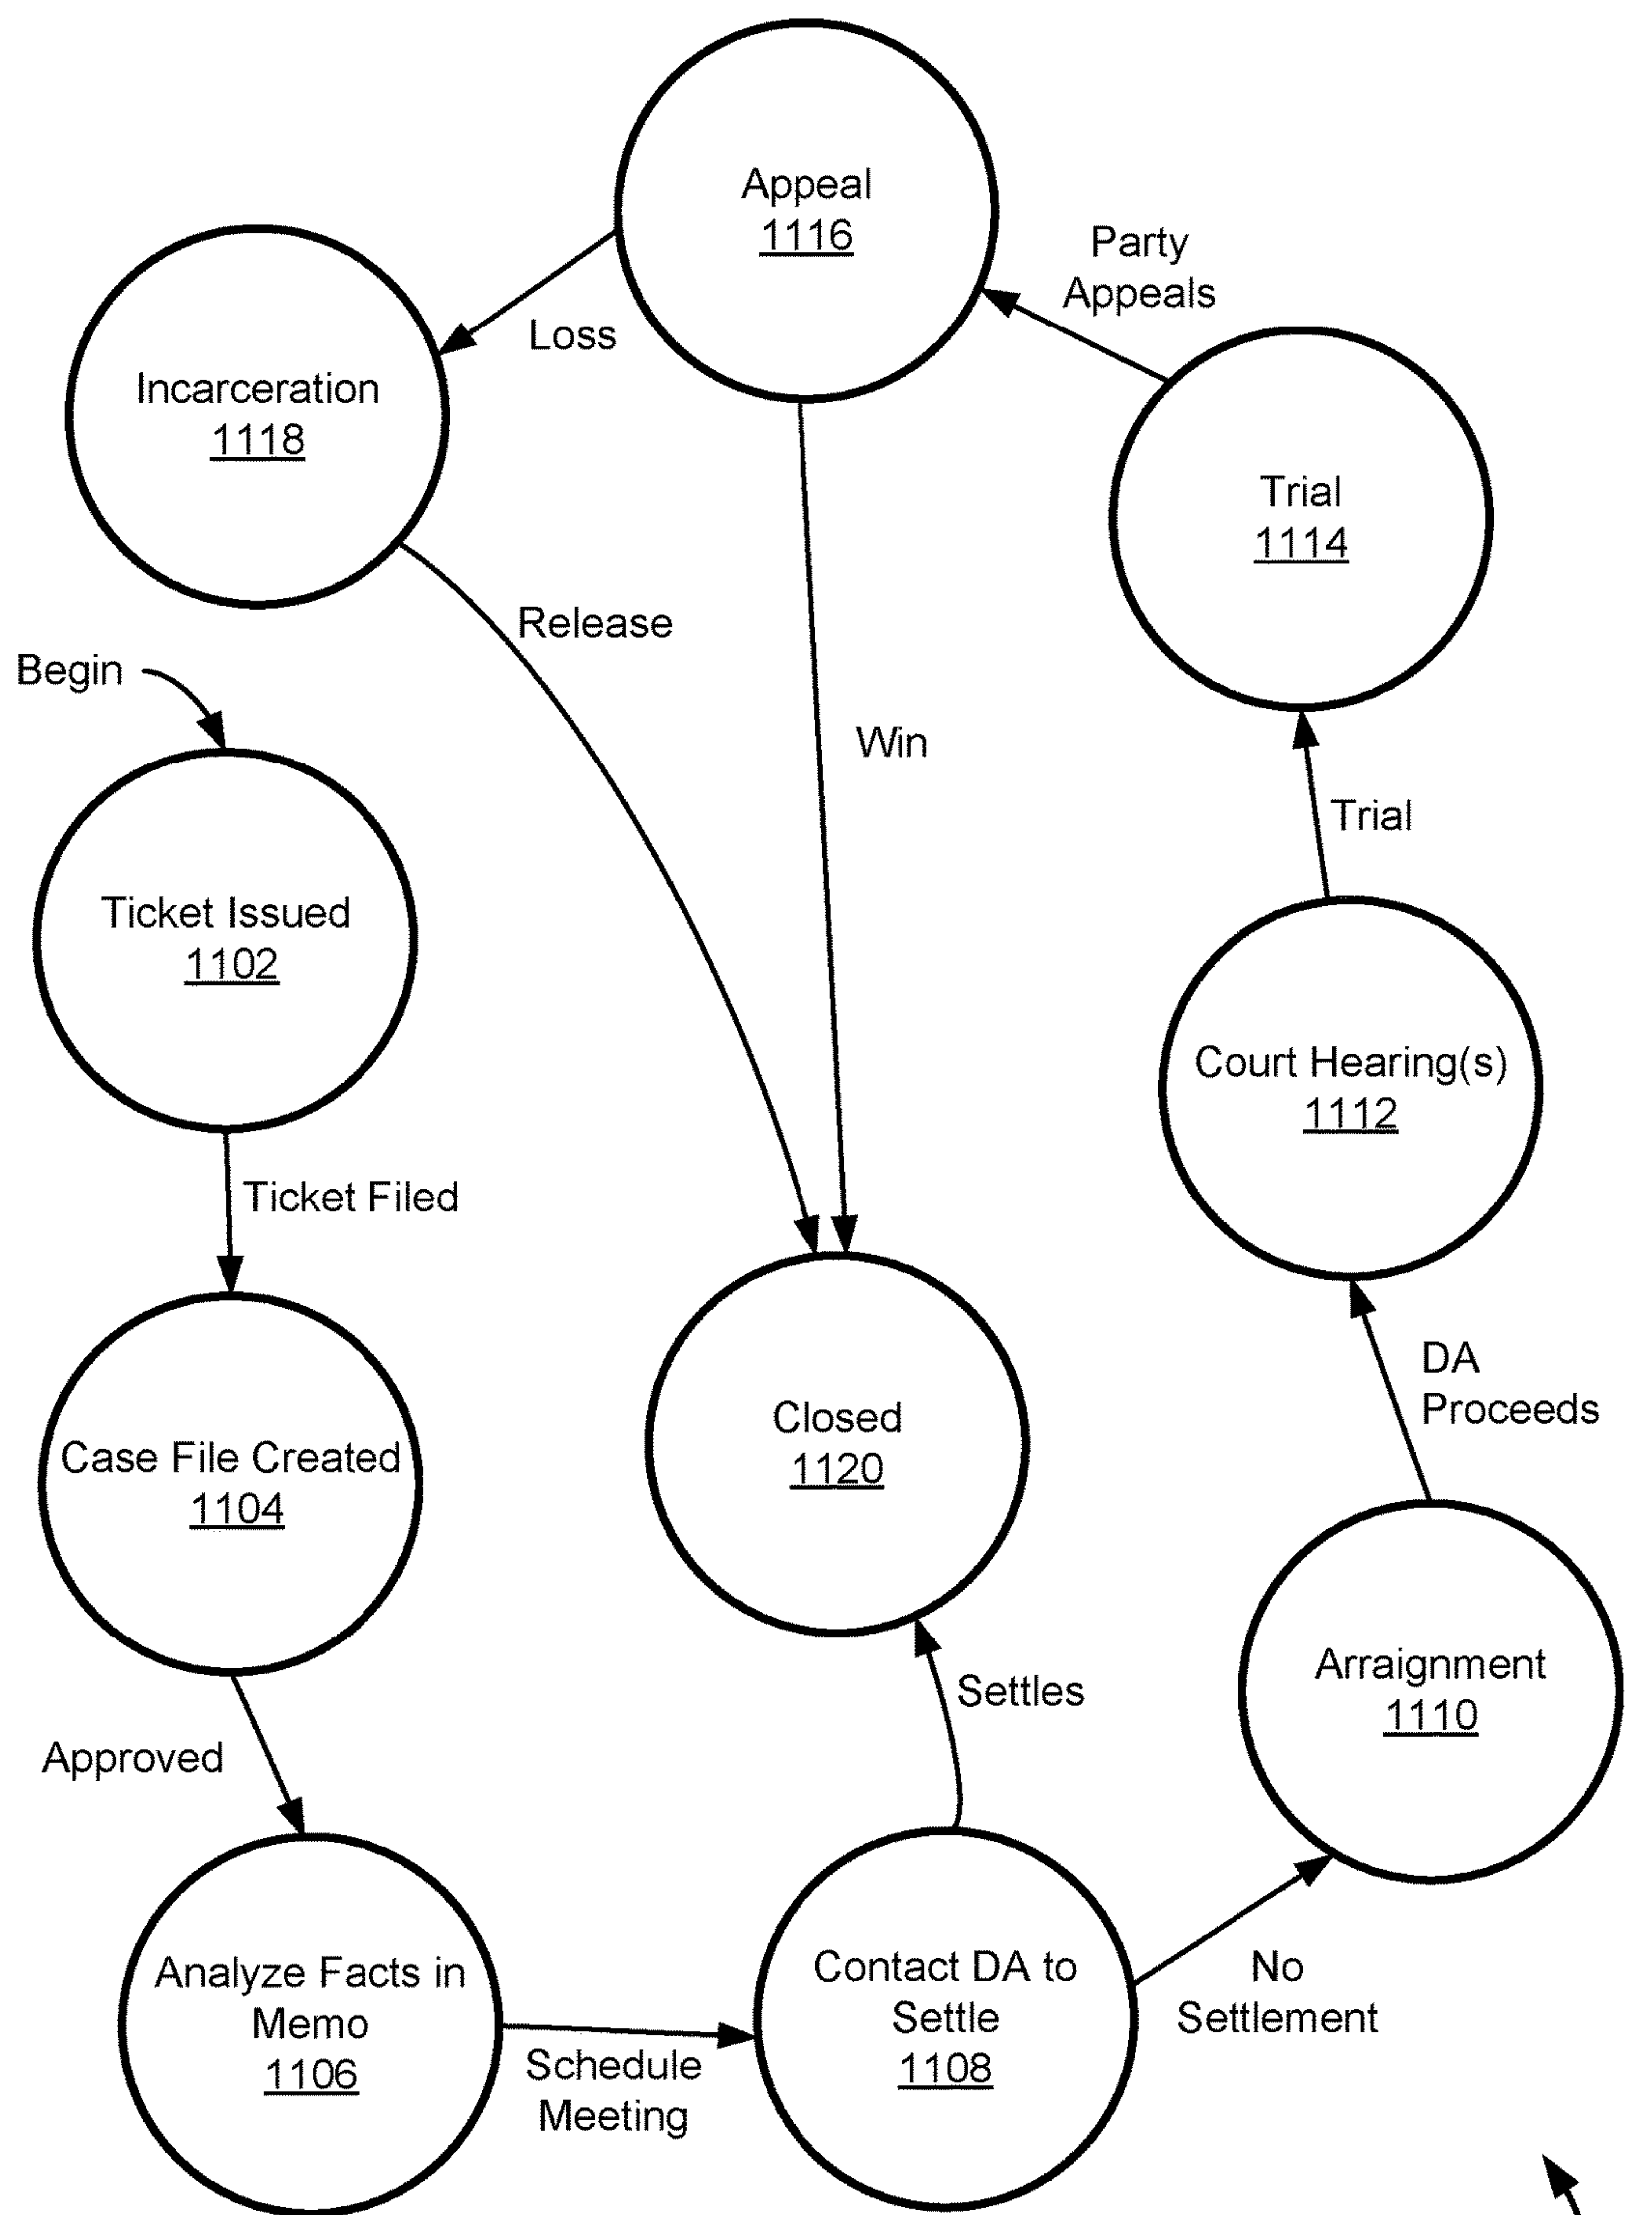 Appeal
1116
Party
Appeals
Loss
Incarceration
1118
Trial
1114
Release
Begin
Win
Trial
Ticket Issued
1102
Court Hearing(s)
1112
Ticket Filed
DA
Proceeds
Closed
1120
Case File Created
1104
Arraignment
1110
Settles
Approved
Analyze Facts in
Memo
1106
Contact DA to
Settle
1108
No
Settlement
Schedule
Meeting